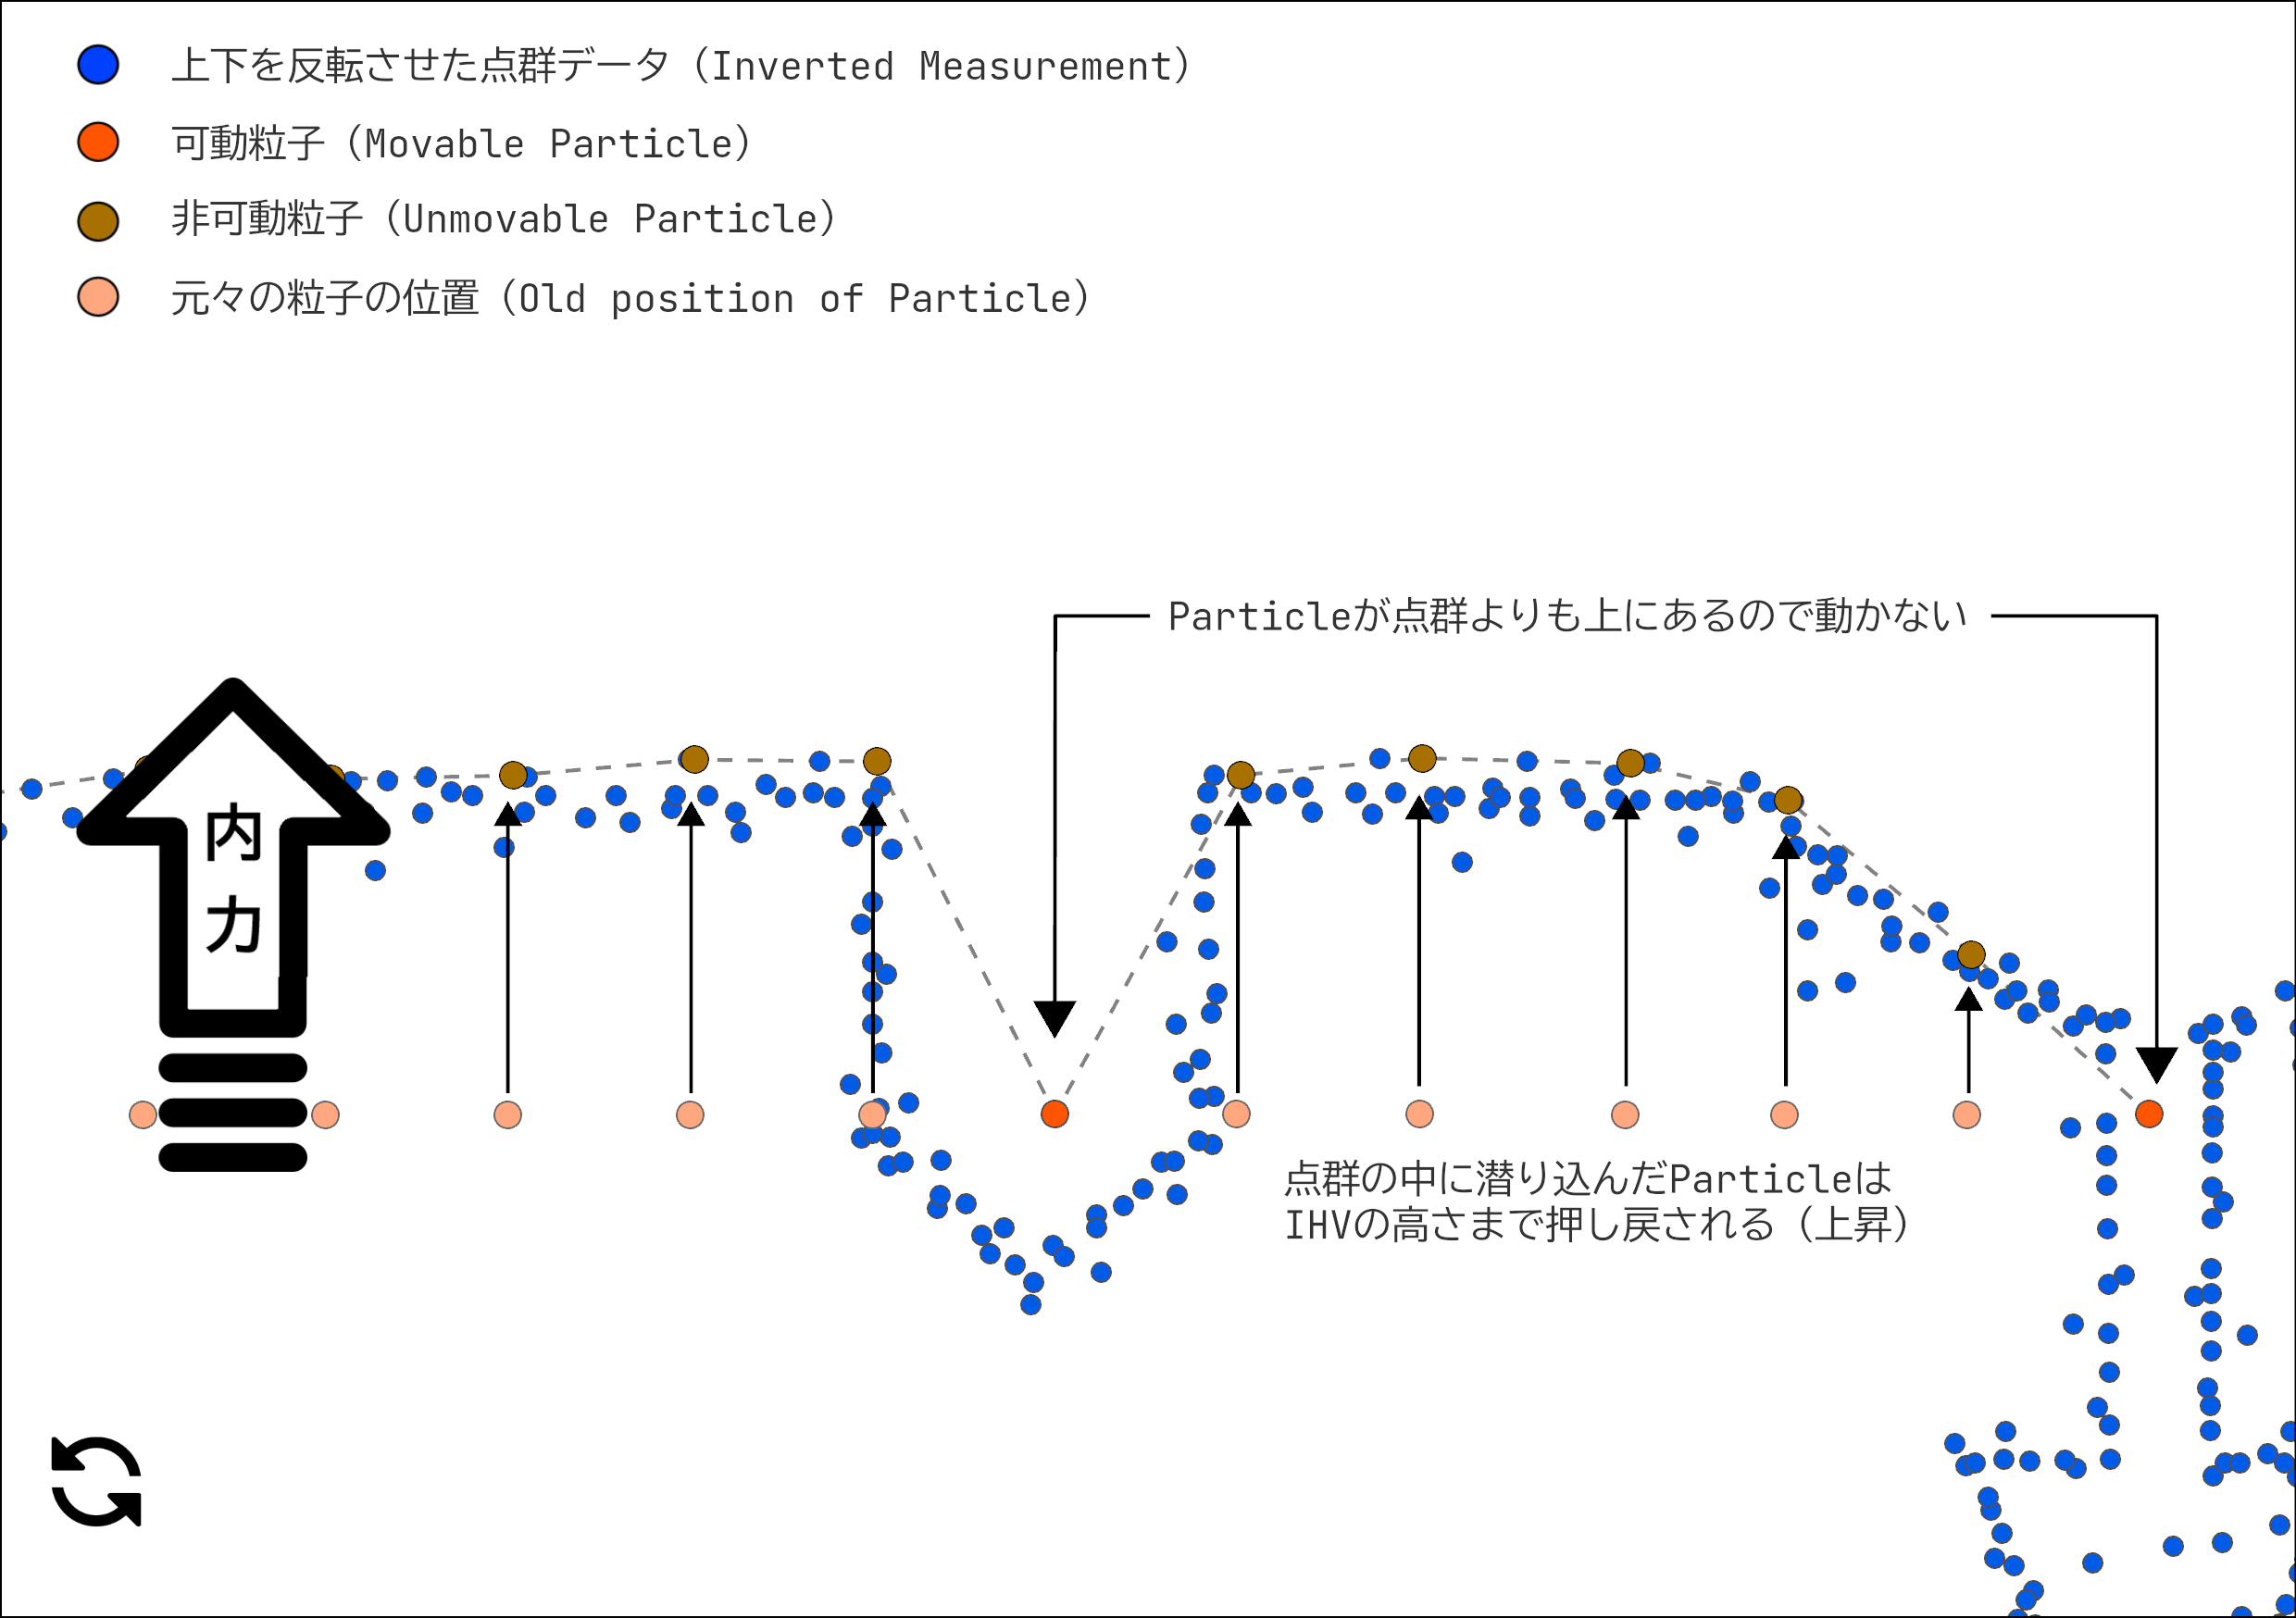 上下を反転させた点群データ（Inverted Measurement）
可動粒子（Movable Particle）
非可動粒子（Unmovable Particle）
元々の粒子の位置（Old position of Particle）
Particleが点群よりも上にあるので動かない
内
力
点群の中に潜り込んだParticleは
IHVの高さまで押し戻される（上昇）